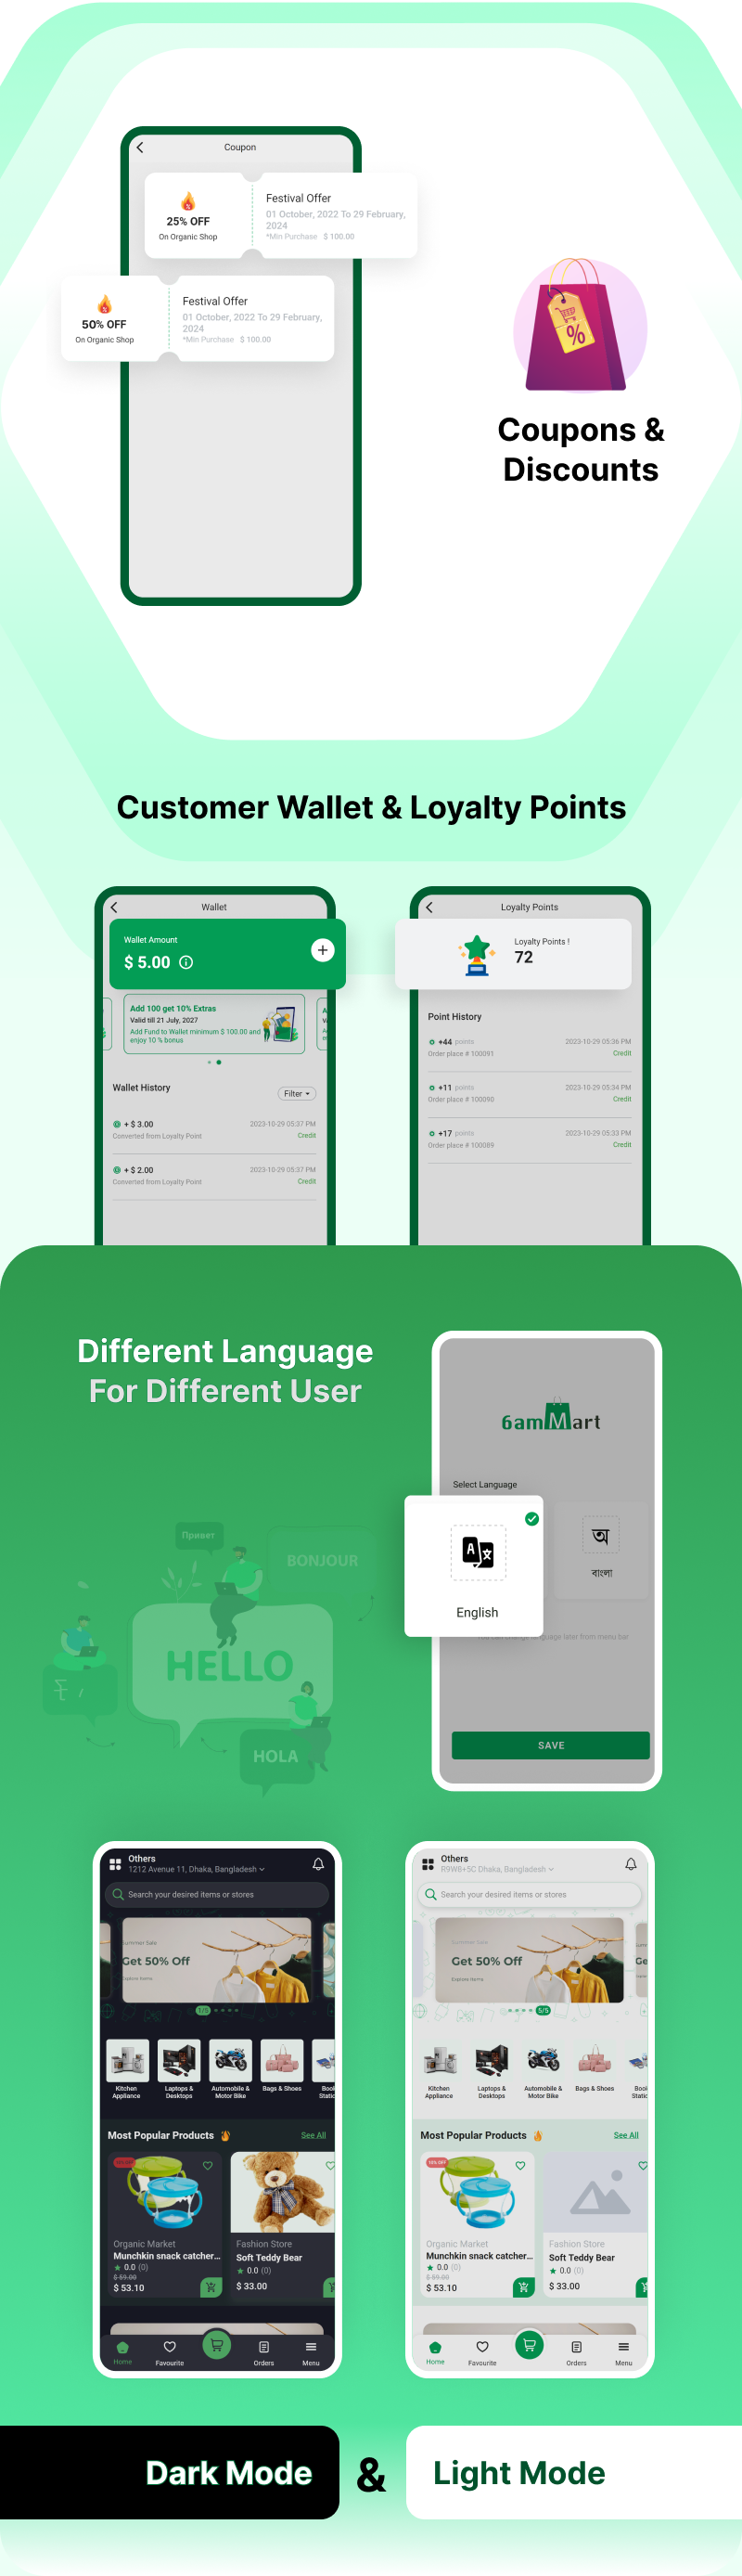 Coupon
25% OFF
On Organic Shop
Festival Offer
01 October, 2022 To 29 February,
2024
*Min Purchase $ 100.00
50% OFF
On Organic Shop
Festival Offer
01 October, 2022 To 29 February,
2024
*Min Purchase $ 100.00
%
Coupons &
Discounts
Customer Wallet & Loyalty Points
Wallet
Wallet Amount
$ 5.00
Add 100 get 10% Extras
Valid till 21 July, 2027
Add Fund to Wallet minimum $ 100.00 and
enjoy 10 % bonus
Wallet History
Filter
+ $ 3.00
2023-10-29 05:37 PM
Converted from Loyalty Point
Credit
+ $ 2.00
2023-10-29 05:37 PM
Converted from Loyalty Point
Credit
Loyalty Points
Loyalty Points !
72
Point History
+44 points
2023-10-29 05:36 PM
Order place # 100091
Credit
+11 points
2023-10-29 05:34 PM
Order place # 100090
Credit
+17 points
2023-10-29 05:33 PM
Order place # 100089
Credit
Different Language
For Different User
Привет
BONJOUR
HELLO
HOLA
6amMart
Select Language
A
English
অ
বাংলা
guage later from menu bar
SAVE
Others
1212 Avenue 11, Dhaka, Bangladesh
Search your desired items or stores
Summer Sale
Get 50% Off
Explore Items
1/5
Kitchen
Appliance
Laptops &
Desktops
Automobile &
Motor Bike
Bags & Shoes
Boo
Static
Most Popular Products
See All
Organic Market
Munchkin snack catcher...
0.0 (0)
$ 59.00
$ 53.10
Fashion Store
Soft Teddy Bear
0.0 (0)
$ 33.00
Home
Favourite
Orders
Menu
Others
R9W8+5C Dhaka, Bangladesh
Search your desired items or stores
Summer Sale
Get 50% Off
Explore Items
Ge
5/5
Kitchen
Appliance
Laptops &
Desktops
Automobile &
Motor Bike
Bags & Shoes
Boo
Static
Most Popular Products
See All
10% OFF
Organic Market
Munchkin snack catcher...
0.0 (0)
$ 59.00
$ 53.10
Fashion Store
Soft Teddy Bear
0.0 (0)
$ 33.00
Home
Favourite
Orders
Menu
Dark Mode
&
Light Mode